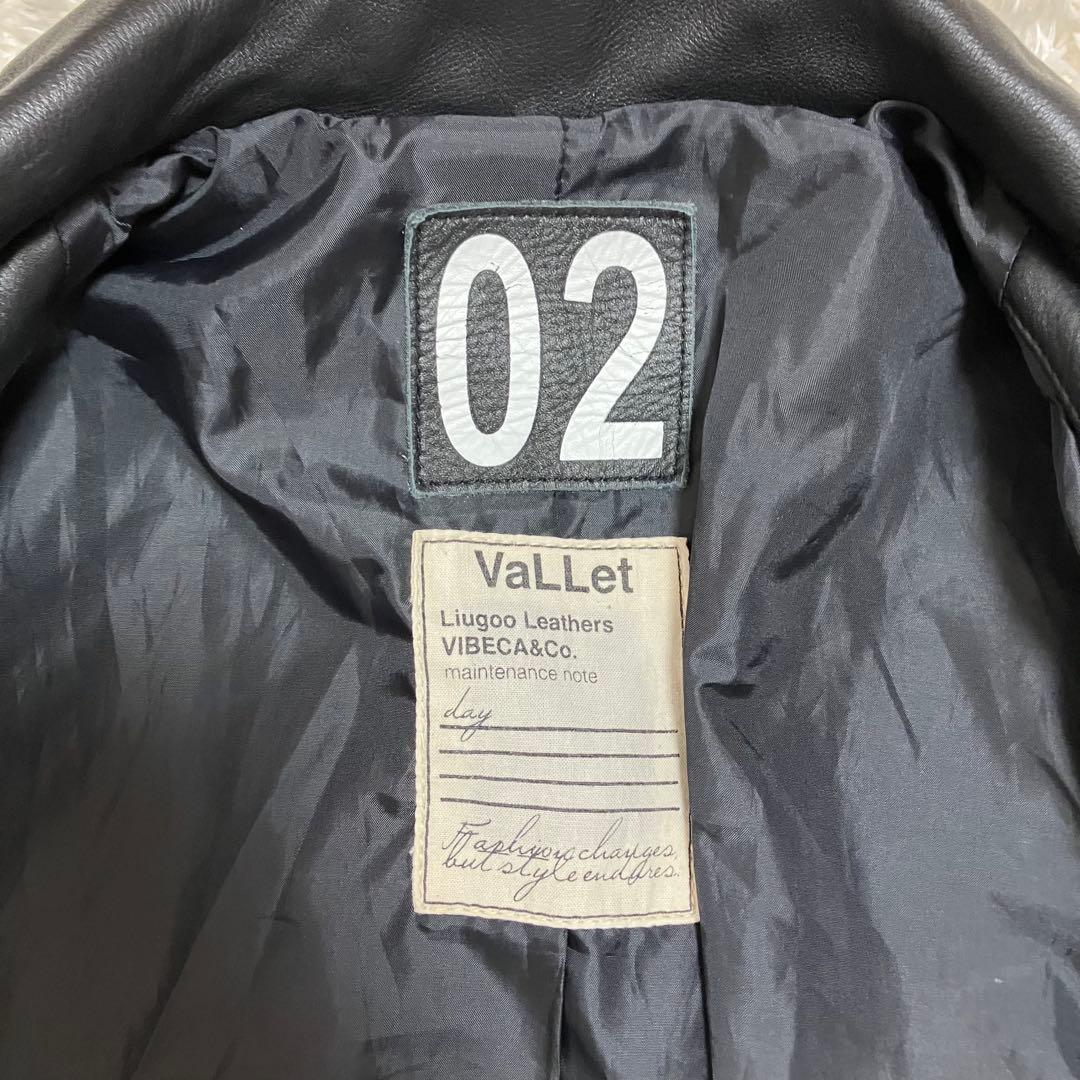 02
VaLLet
Liugoo Leathers
VIBECA&Co.
maintenance note
day
Fashion changes,
but style endures.